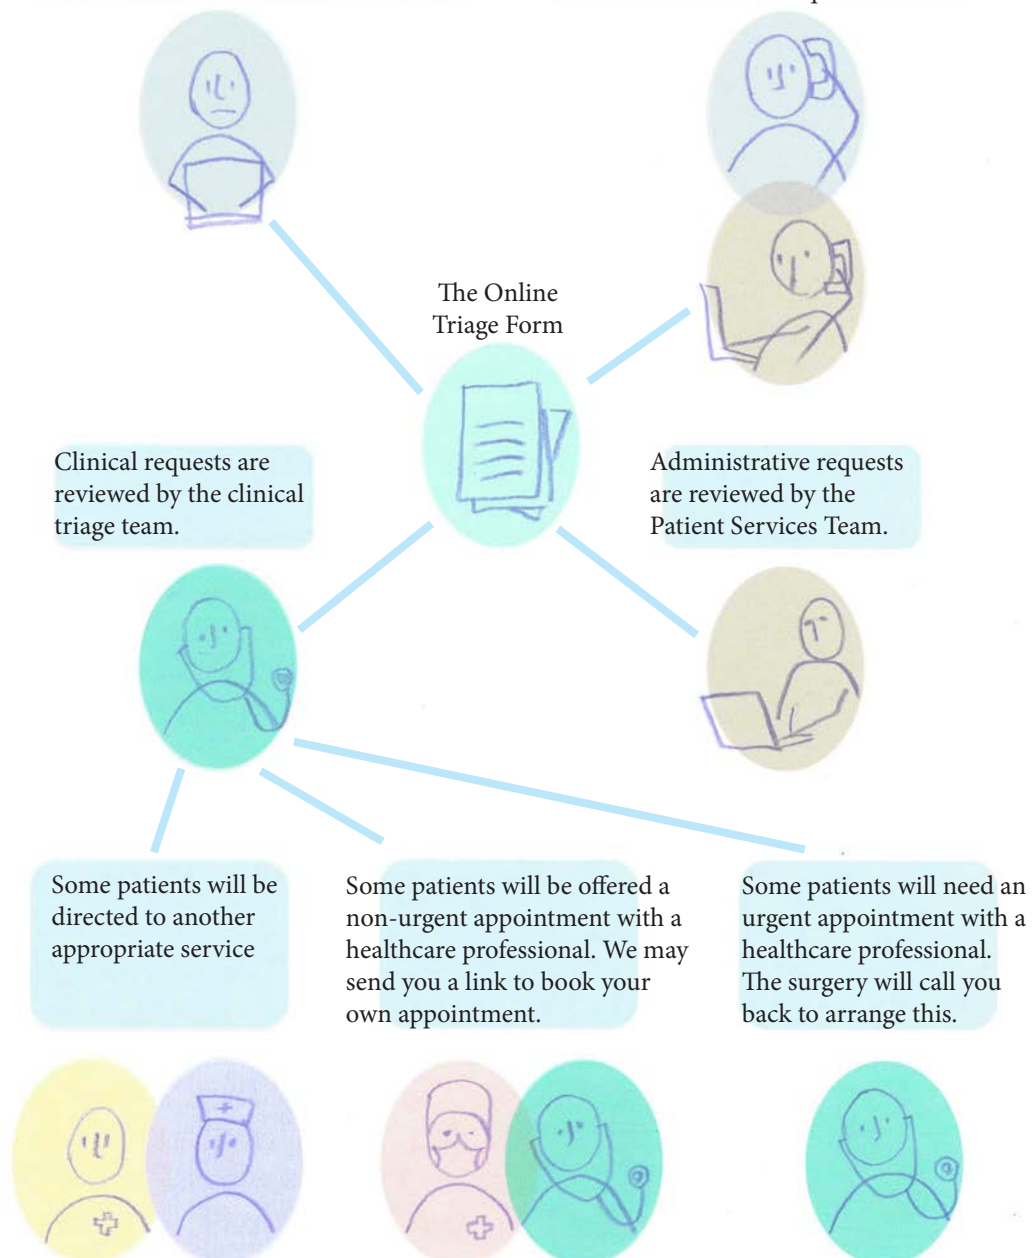 The Online
Triage Form
Clinical requests are
reviewed by the clinical
triage team.
Administrative requests
are reviewed by the
Patient Services Team.
Some patients will be
directed to another
appropriate service
Some patients will be offered a
non-urgent appointment with a
healthcare professional. We may
send you a link to book your
own appointment.
Some patients will need an
urgent appointment with a
healthcare professional.
The surgery will call you
back to arrange this.